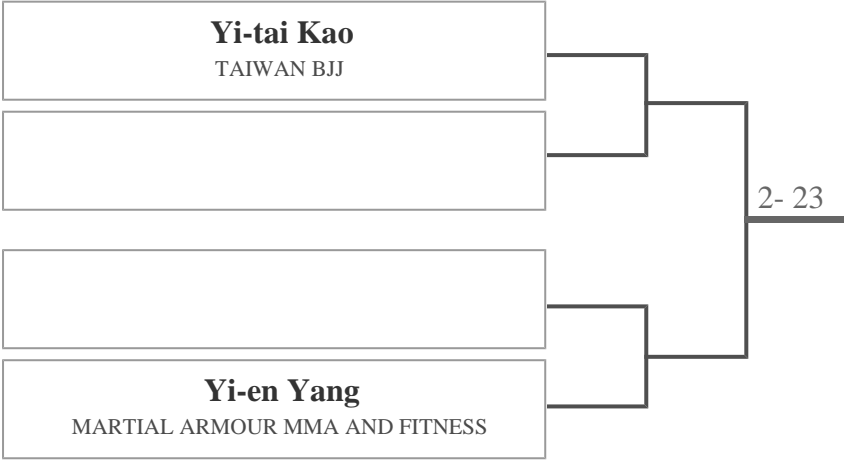 Yi-tai Kao
TAIWAN BJJ
2- 23
Yi-en Yang
MARTIAL ARMOUR MMA AND FITNESS